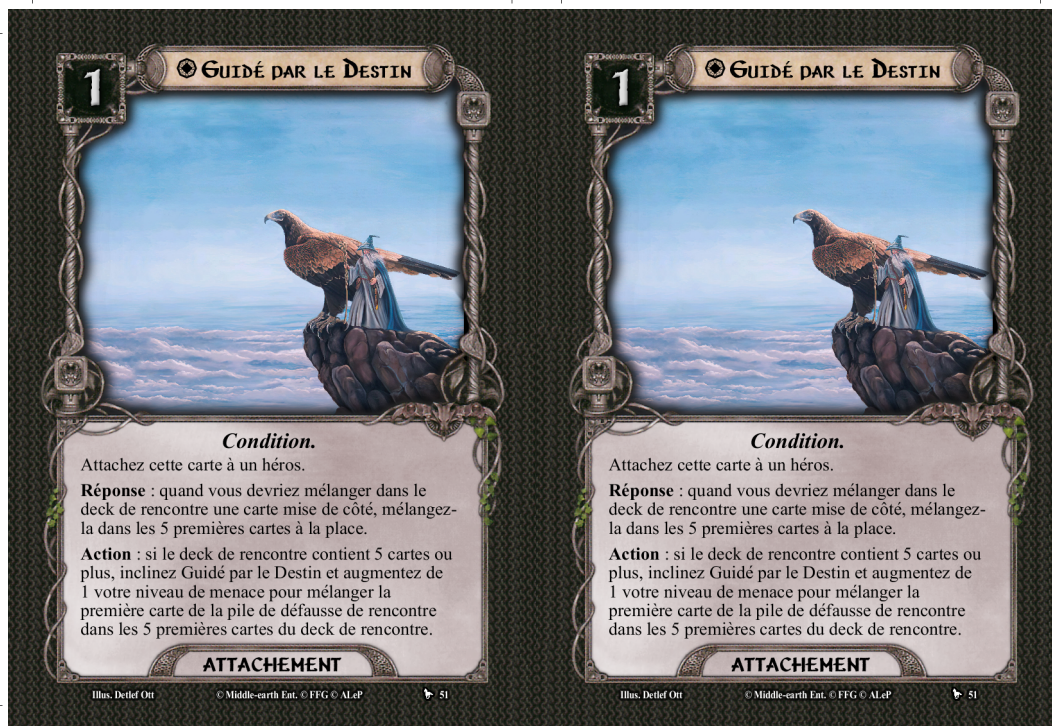 1
Guidé par le Destin
Condition.
Attachez cette carte à un héros.
Réponse : quand vous devriez mélanger dans le
deck de rencontre une carte mise de côté, mélangez-
la dans les 5 premières cartes à la place.
Action : si le deck de rencontre contient 5 cartes ou
plus, inclinez Guidé par le Destin et augmentez de
1 votre niveau de menace pour mélanger la
première carte de la pile de défausse de rencontre
dans les 5 premières cartes du deck de rencontre.
ATTACHEMENT
Illus. Detlef Ott © Middle-earth Ent. © FFG © ALeP 51
1
Guidé par le Destin
Condition.
Attachez cette carte à un héros.
Réponse : quand vous devriez mélanger dans le
deck de rencontre une carte mise de côté, mélangez-
la dans les 5 premières cartes à la place.
Action : si le deck de rencontre contient 5 cartes ou
plus, inclinez Guidé par le Destin et augmentez de
1 votre niveau de menace pour mélanger la
première carte de la pile de défausse de rencontre
dans les 5 premières cartes du deck de rencontre.
ATTACHEMENT
Illus. Detlef Ott © Middle-earth Ent. © FFG © ALeP 51